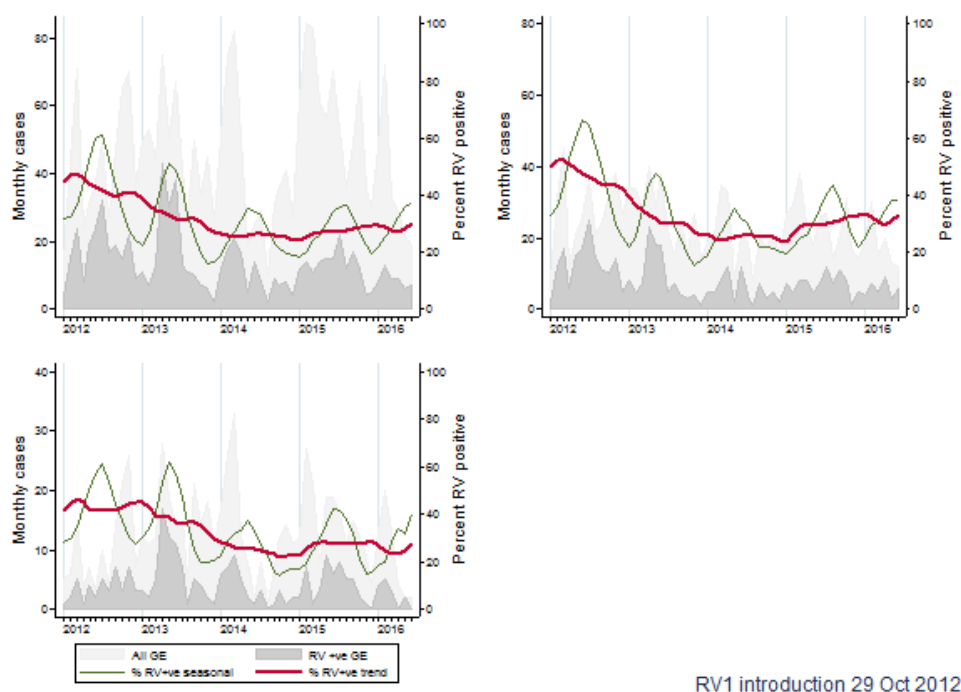 80
60
40
20
0
Monthly cases
100
80
60
40
20
0
Percent RV positive
2012 2013 2014 2015 2016
80
60
40
20
0
Monthly cases
100
80
60
40
20
0
Percent RV positive
2012 2013 2014 2015 2016
40
30
20
10
0
Monthly cases
100
80
60
40
20
0
Percent RV positive
2012 2013 2014 2015 2016
All GE RV +ve GE
% RV+ve seasonal % RV+ve trend
RV1 introduction 29 Oct 2012